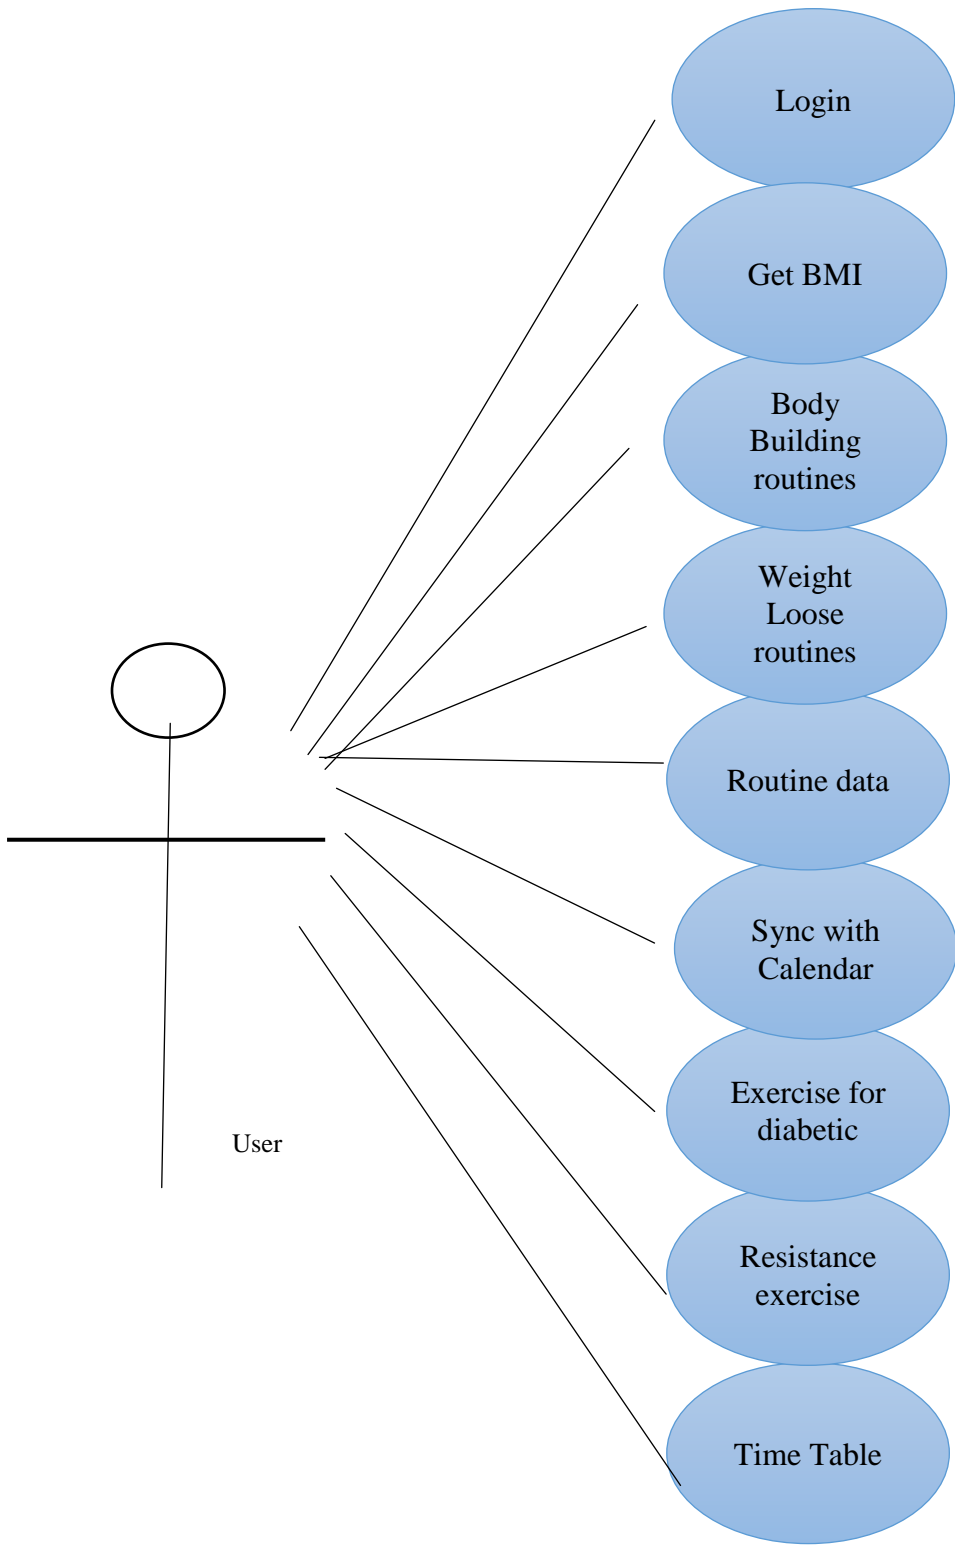 Login
Get BMI
Body
Building
routines
Weight
Loose
routines
Routine data
Sync with
Calendar
Exercise for
diabetic
User
Resistance
exercise
Time Table